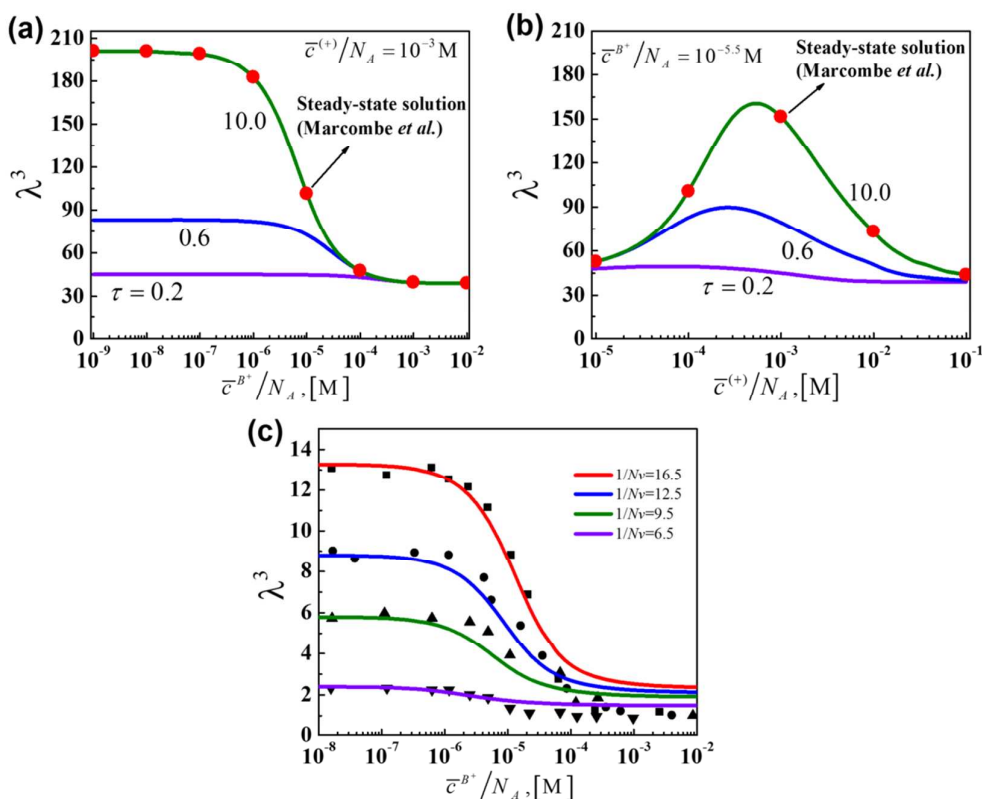 (a)
210
180
150
120
90
60
30
0
λ³
c̅⁽⁺⁾/N_A = 10⁻³ M
Steady-state solution
(Marcombe et al.)
10.0
0.6
τ = 0.2
10⁻⁹ 10⁻⁸ 10⁻⁷ 10⁻⁶ 10⁻⁵ 10⁻⁴ 10⁻³ 10⁻²
c̅^{B⁺}/N_A, [M]
(b)
210
180
150
120
90
60
30
0
λ³
c̅^{B⁺}/N_A = 10⁻⁵·⁵ M
Steady-state solution
(Marcombe et al.)
10.0
0.6
τ = 0.2
10⁻⁵ 10⁻⁴ 10⁻³ 10⁻² 10⁻¹
c̅⁽⁺⁾/N_A, [M]
(c)
14
12
10
8
6
4
2
0
λ³
1/Nv=16.5
1/Nv=12.5
1/Nv=9.5
1/Nv=6.5
10⁻⁸ 10⁻⁷ 10⁻⁶ 10⁻⁵ 10⁻⁴ 10⁻³ 10⁻²
c̅^{B⁺}/N_A, [M]